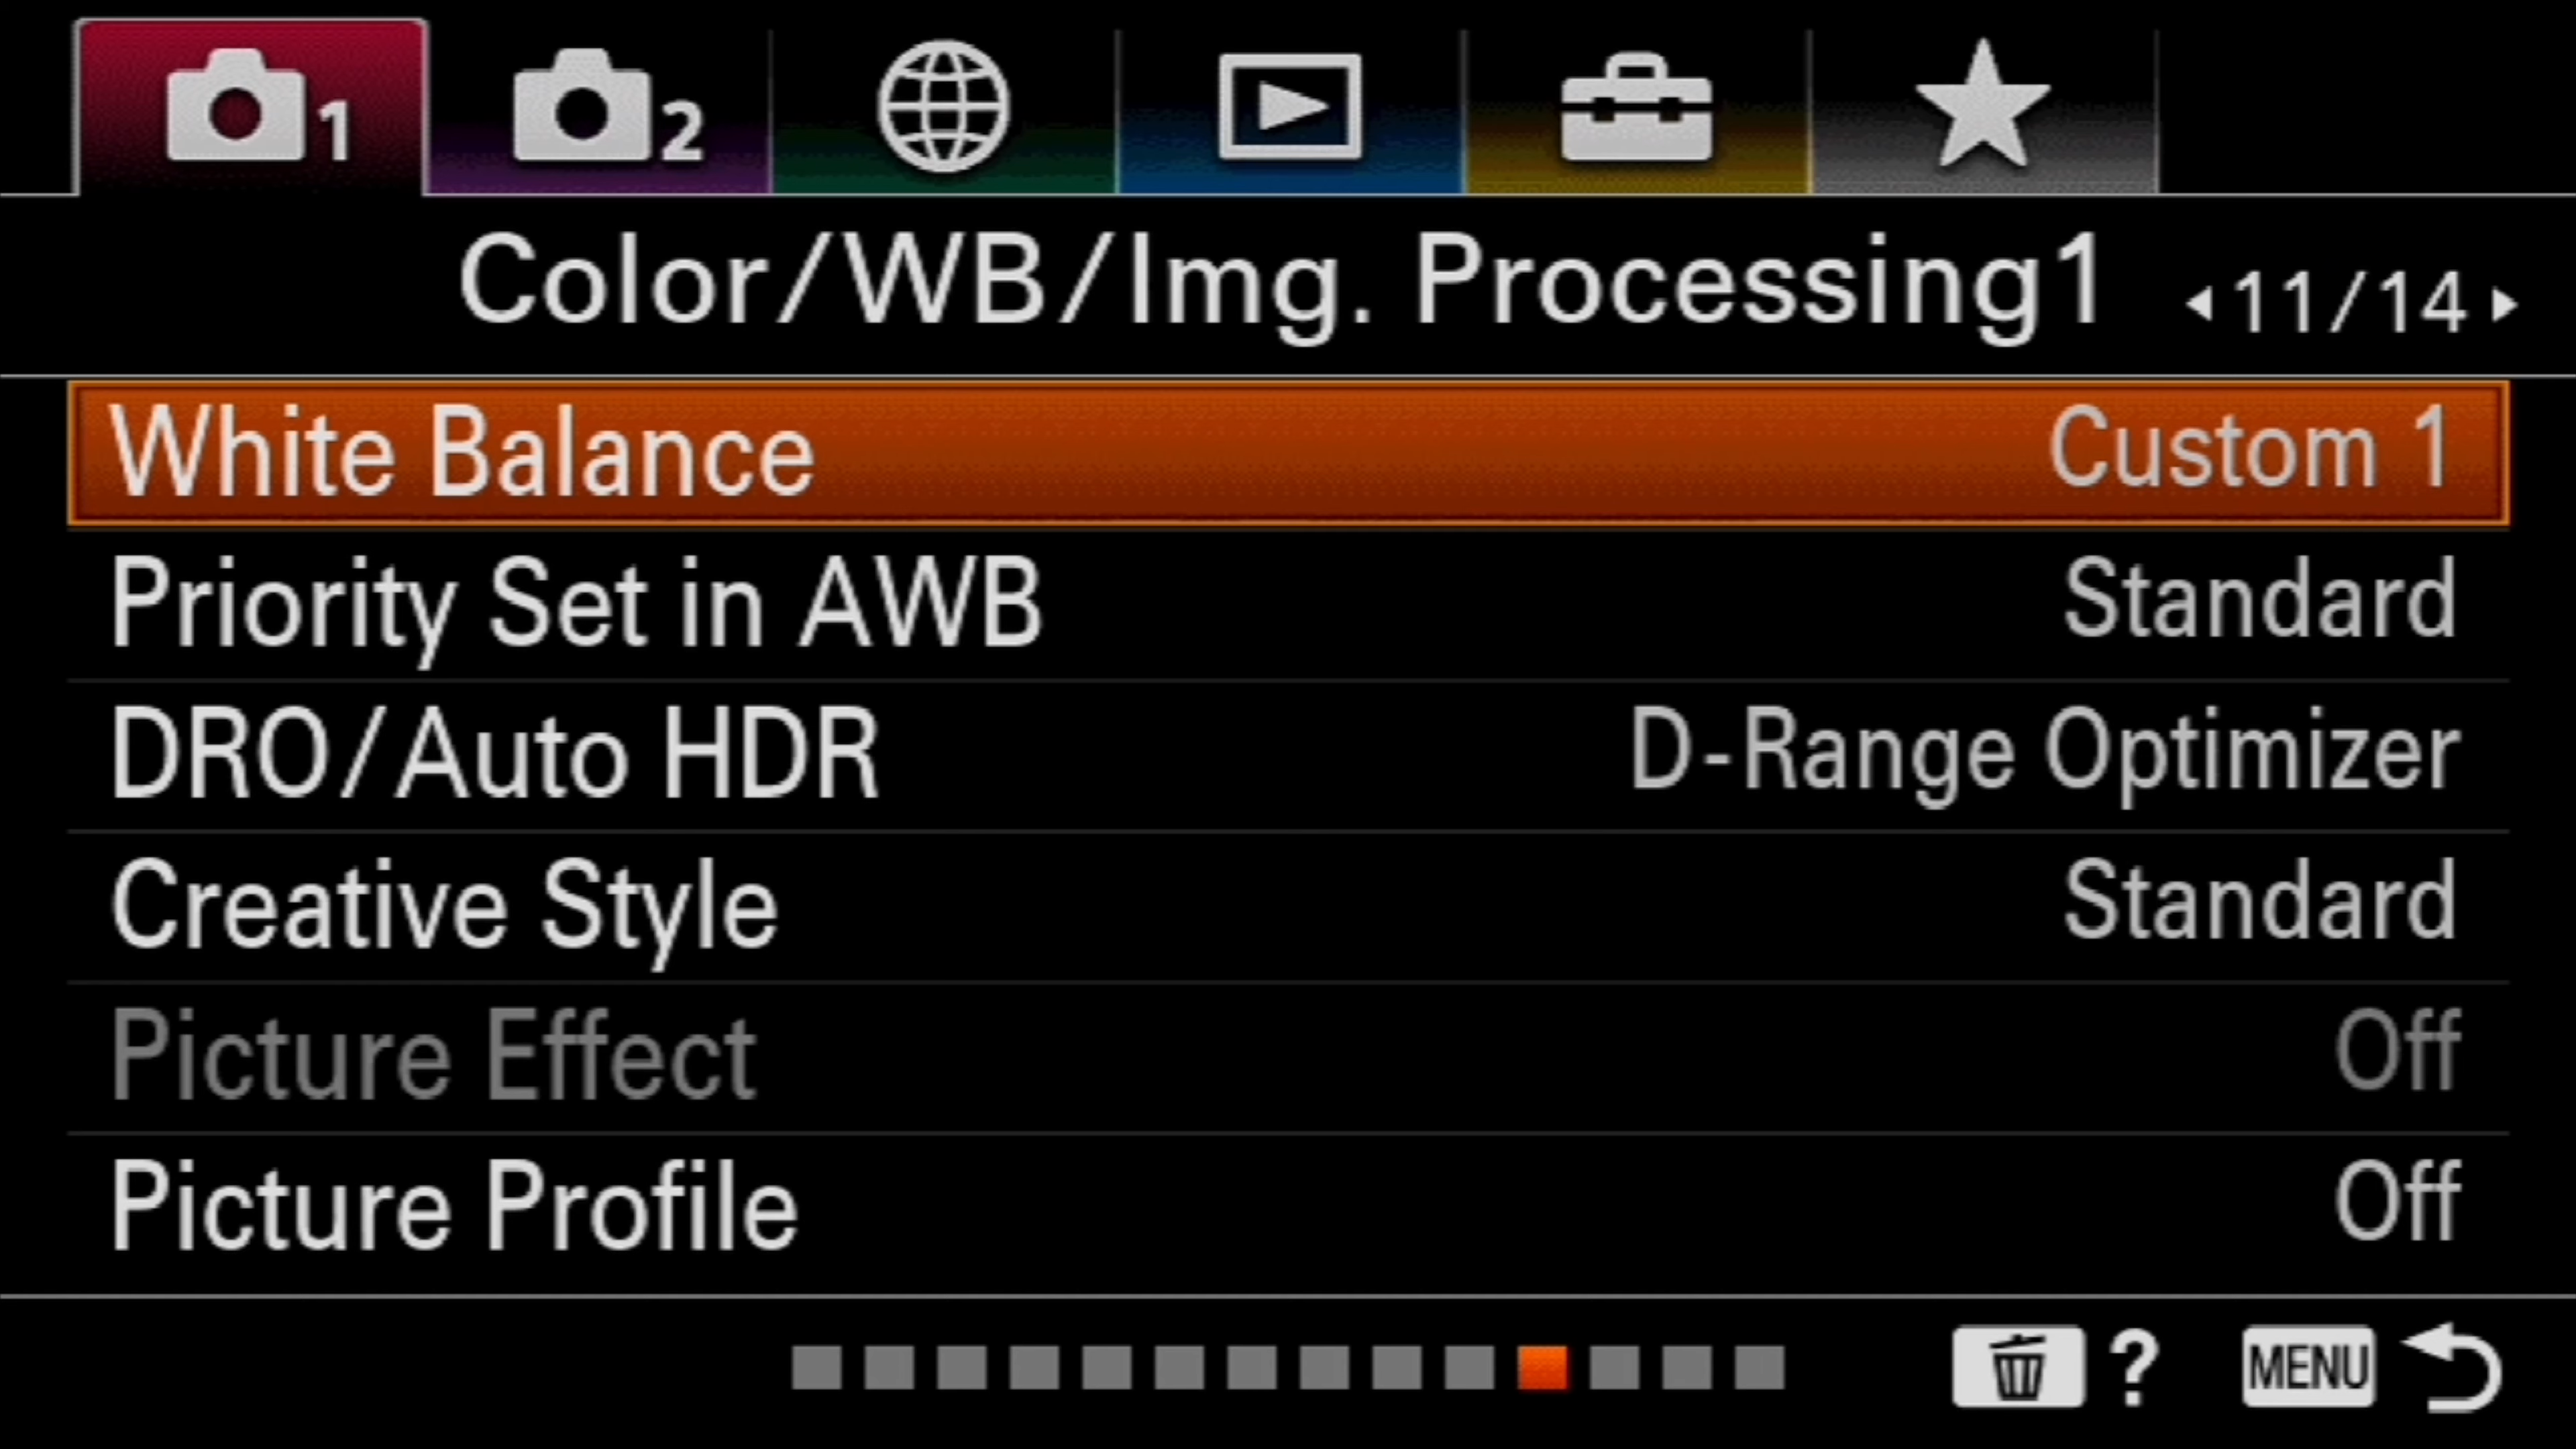 1 2
Color/WB/Img. Processing1 11/14
White Balance Custom 1
Priority Set in AWB Standard
DRO/Auto HDR D-Range Optimizer
Creative Style Standard
Picture Effect Off
Picture Profile Off
? MENU